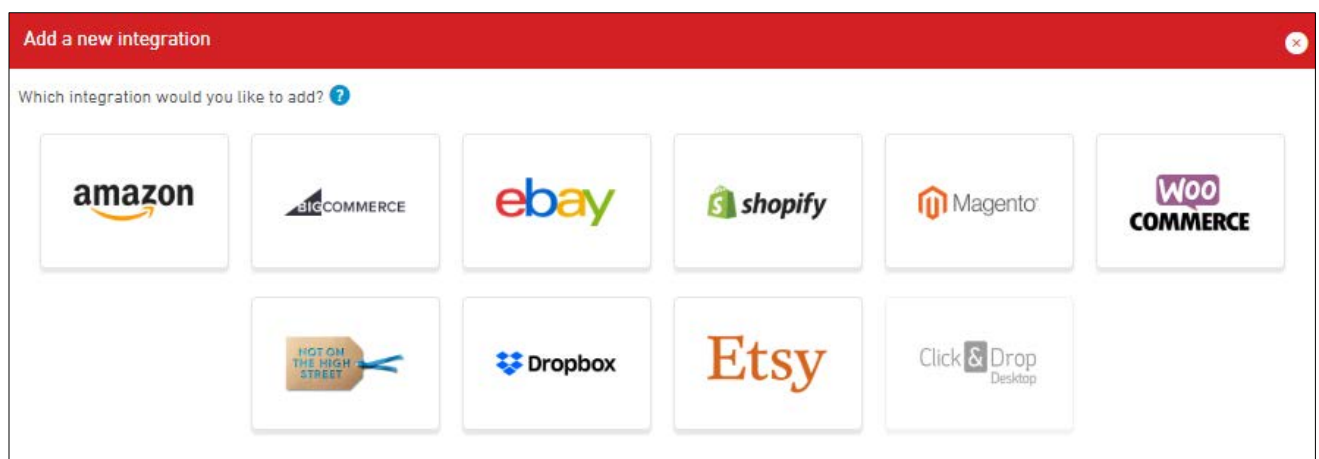 Add a new integration
Which integration would you like to add? ?
amazon
BIGCOMMERCE
ebay
shopify
Magento
WOO
COMMERCE
NOT ON
THE HIGH
STREET
Dropbox
Etsy
Click & Drop
Desktop